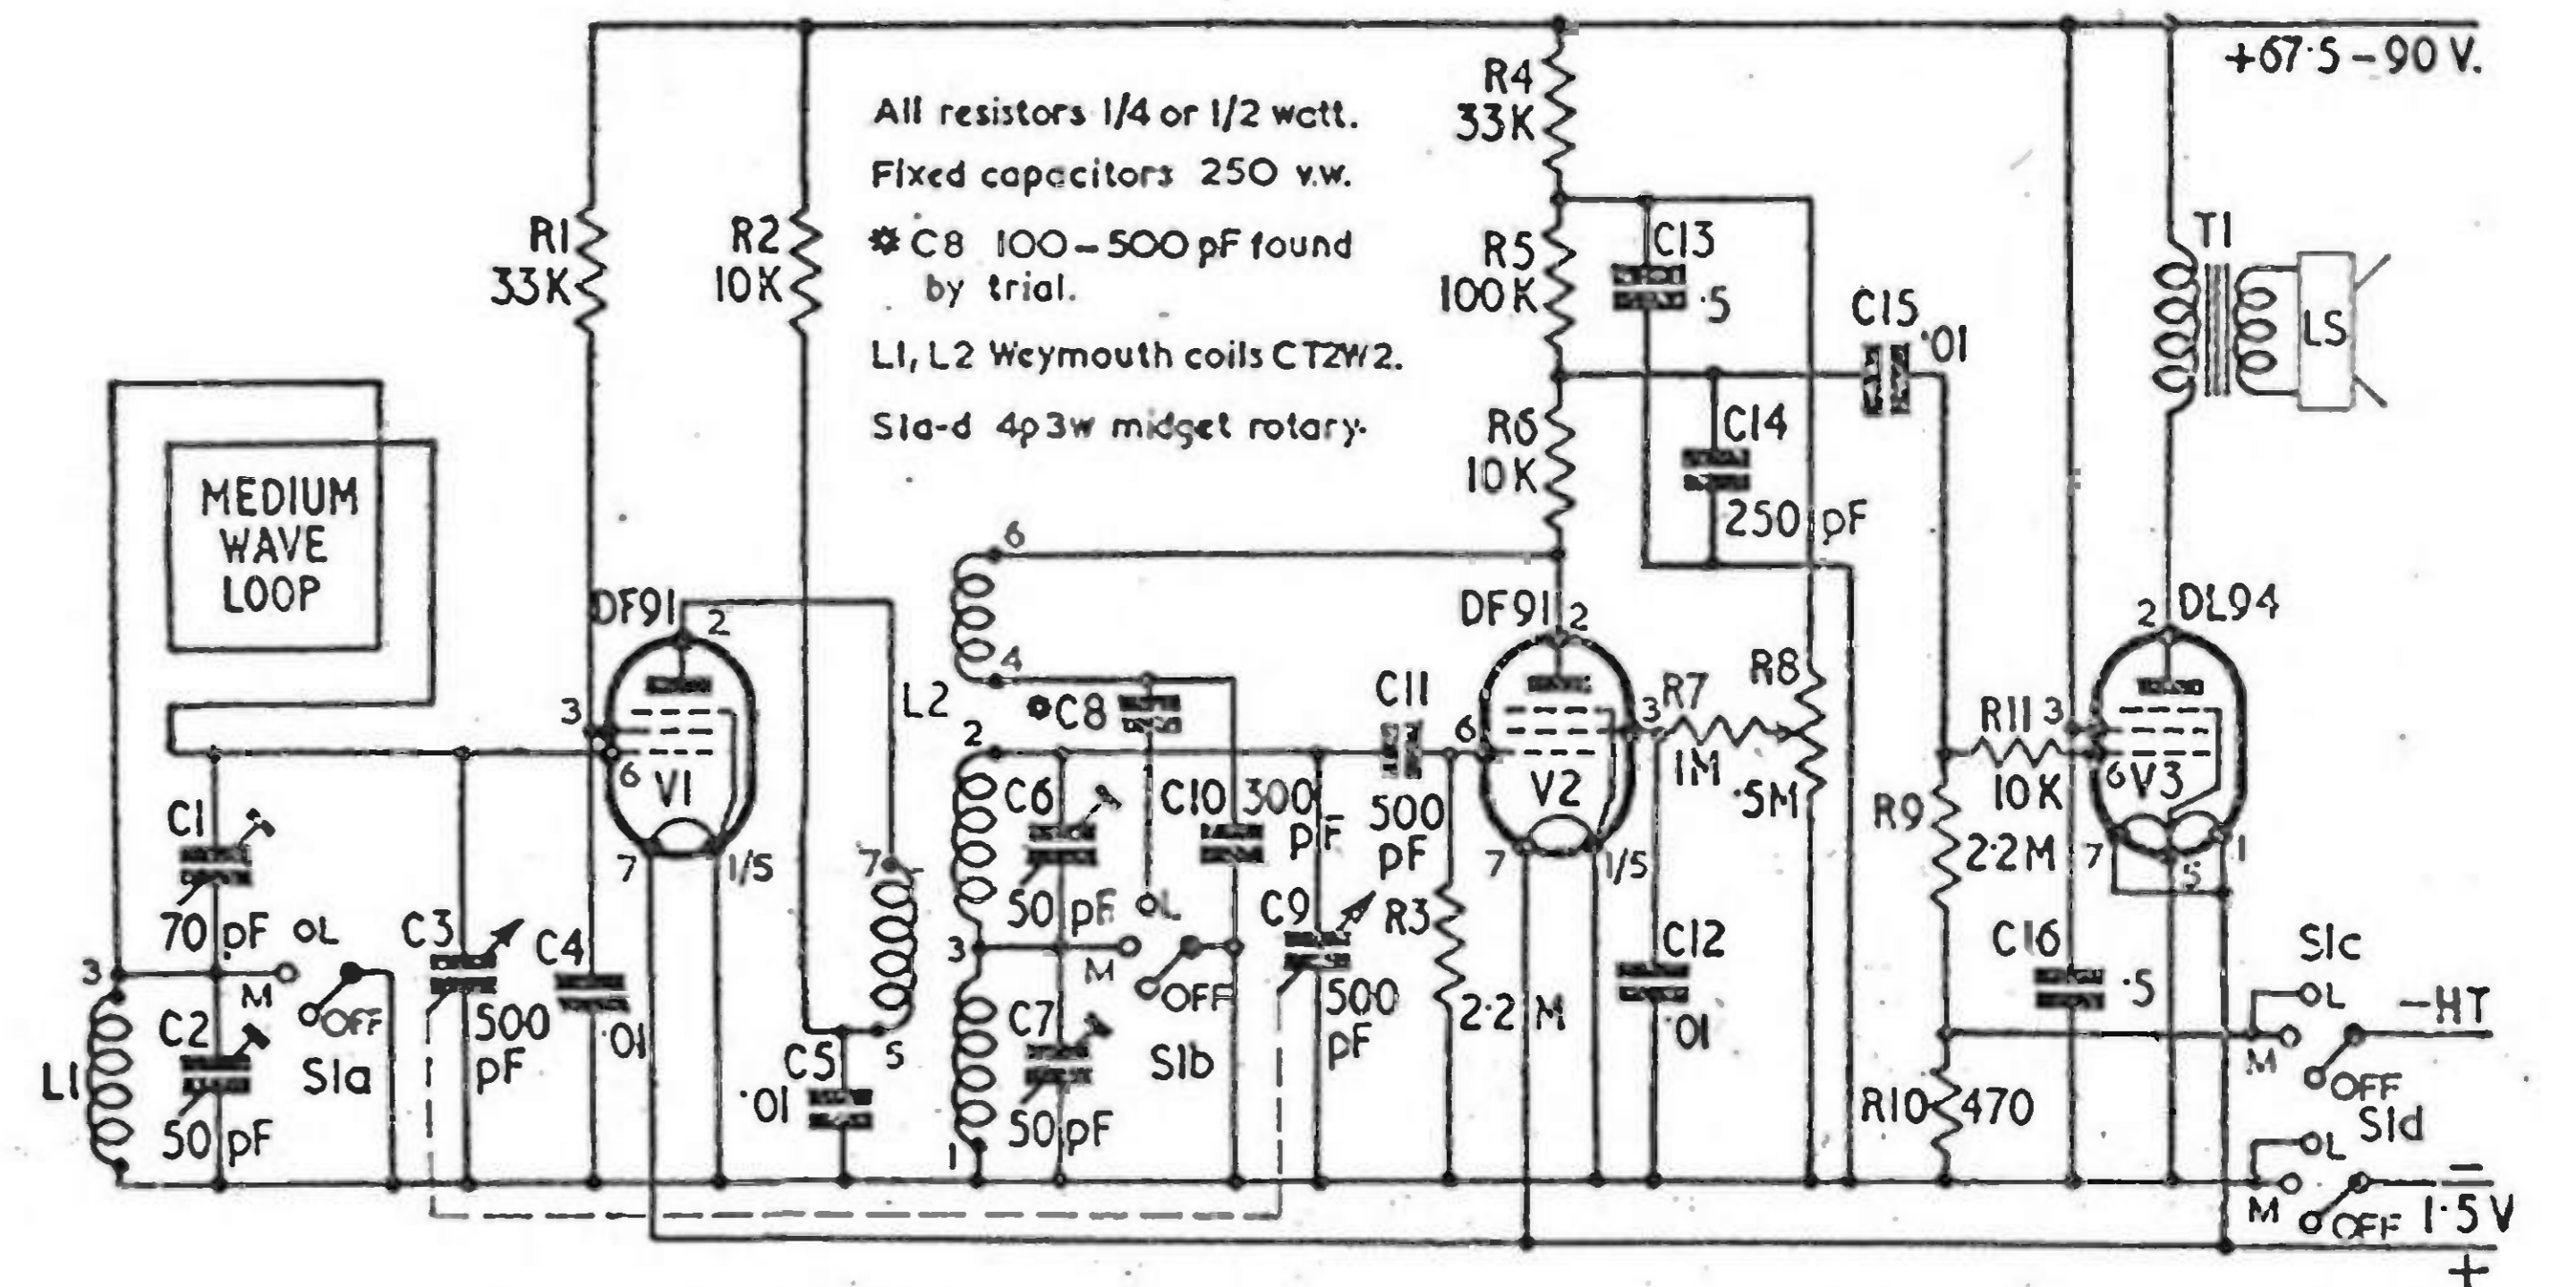 +67·5-90 V.
All resistors 1/4 or 1/2 watt.
Fixed capacitors 250 v.w.
*C8 100-500 pF found
by trial.
L1, L2 Weymouth coils CT2W2.
S1a-d 4p3w midget rotary.
R1
33K
R2
10K
R4
33K
R5
100K
R6
10K
C13
·5
C14
250 pF
C15
·01
T1
LS
MEDIUM
WAVE
LOOP
DF91
2
3
6
V1
7
1/5
C1
70 pF
OL
M
OFF
S1a
3
L1
C2
50 pF
C3
500
pF
C4
·01
C5
·01
7
5
L2
6
4
2
3
1
*C8
C6
50 pF
C7
50 pF
C10 300
pF
OL
M
OFF
S1b
C9
500
pF
C11
500
pF
R3
2·2 M
DF91
2
6
3
V2
7
1/5
R7
1M
R8
·5M
C12
·01
R9
2·2M
R10 470
R11
10K
3
6
V3
DL94
2
7
5
1
C16
·5
S1c
OL
M
OFF
-HT
S1d
OL
M
OFF
-
1·5 V
+